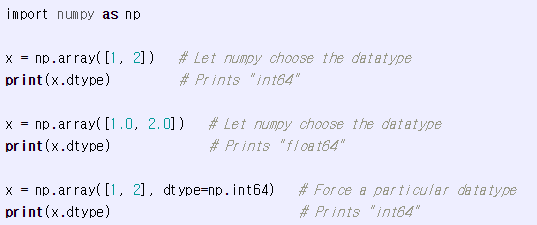 import numpy as np
x = np.array([1, 2])   # Let numpy choose the datatype
print(x.dtype)         # Prints "int64"
x = np.array([1.0, 2.0])   # Let numpy choose the datatype
print(x.dtype)             # Prints "float64"
x = np.array([1, 2], dtype=np.int64)   # Force a particular datatype
print(x.dtype)                         # Prints "int64"